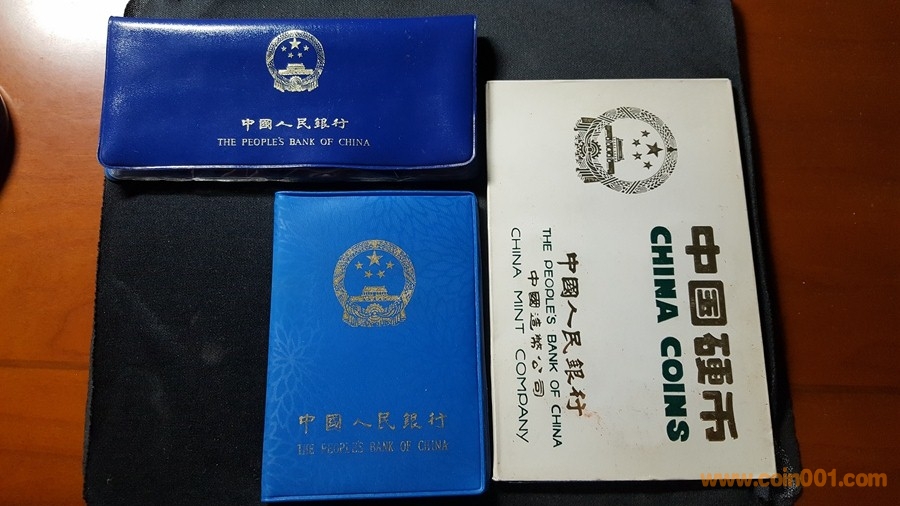 中國人民銀行
THE PEOPLE'S BANK OF CHINA
中國人民銀行
THE PEOPLE'S BANK OF CHINA
中国硬币
CHINA COINS
中國人民銀行
THE PEOPLE'S BANK OF CHINA
中國造幣公司
CHINA MINT COMPANY
www.coin001.com